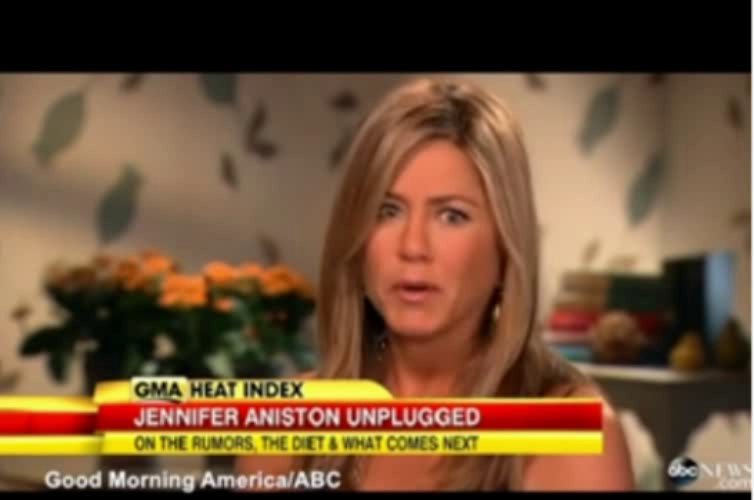 GMA HEAT INDEX
JENNIFER ANISTON UNPLUGGED
ON THE RUMORS, THE DIET & WHAT COMES NEXT
Good Morning America/ABC
abc NEWS
.com